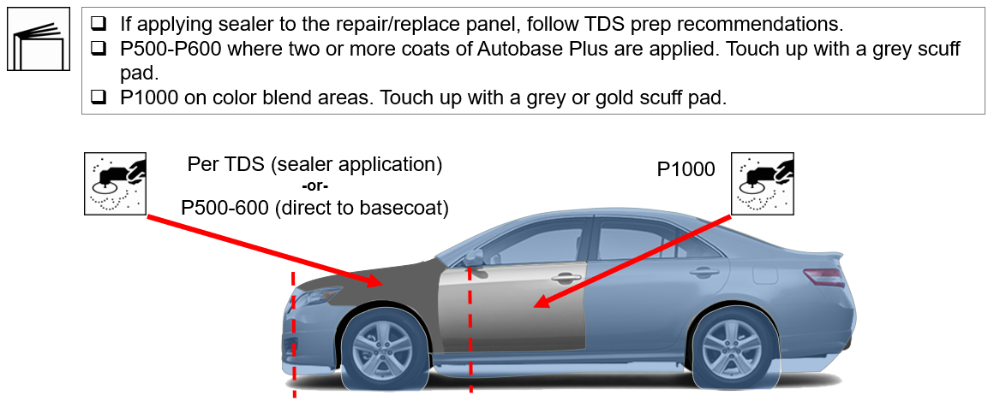 If applying sealer to the repair/replace panel, follow TDS prep recommendations.
P500-P600 where two or more coats of Autobase Plus are applied. Touch up with a grey scuff
pad.
P1000 on color blend areas. Touch up with a grey or gold scuff pad.
Per TDS (sealer application)
-or-
P500-600 (direct to basecoat)
P1000